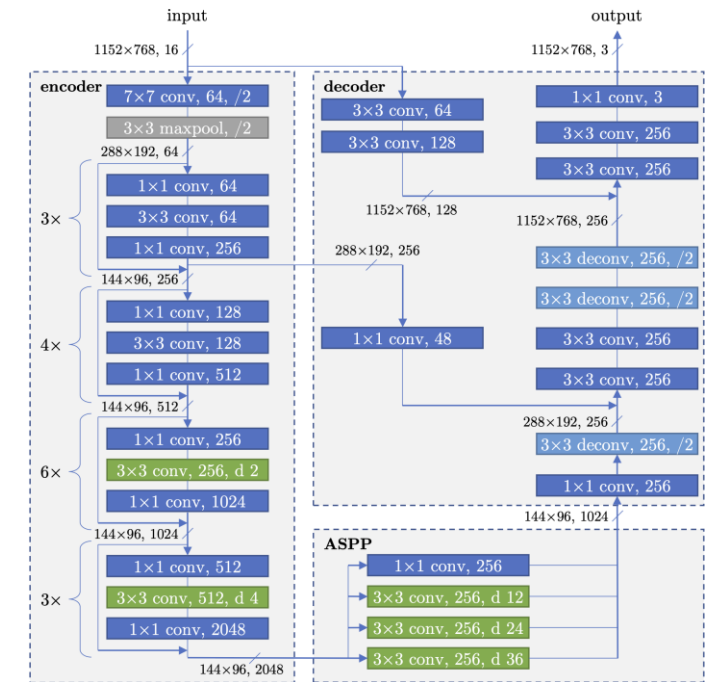 input
1152×768, 16
encoder
7×7 conv, 64, /2
3×3 maxpool, /2
288×192, 64
3×
1×1 conv, 64
3×3 conv, 64
1×1 conv, 256
144×96, 256
4×
1×1 conv, 128
3×3 conv, 128
1×1 conv, 512
144×96, 512
6×
1×1 conv, 256
3×3 conv, 256, d 2
1×1 conv, 1024
144×96, 1024
3×
1×1 conv, 512
3×3 conv, 512, d 4
1×1 conv, 2048
144×96, 2048
output
1152×768, 3
decoder
3×3 conv, 64
3×3 conv, 128
1152×768, 128
288×192, 256
1×1 conv, 48
1×1 conv, 3
3×3 conv, 256
3×3 conv, 256
1152×768, 256
3×3 deconv, 256, /2
3×3 deconv, 256, /2
3×3 conv, 256
3×3 conv, 256
288×192, 256
3×3 deconv, 256, /2
1×1 conv, 256
144×96, 1024
ASPP
1×1 conv, 256
3×3 conv, 256, d 12
3×3 conv, 256, d 24
3×3 conv, 256, d 36